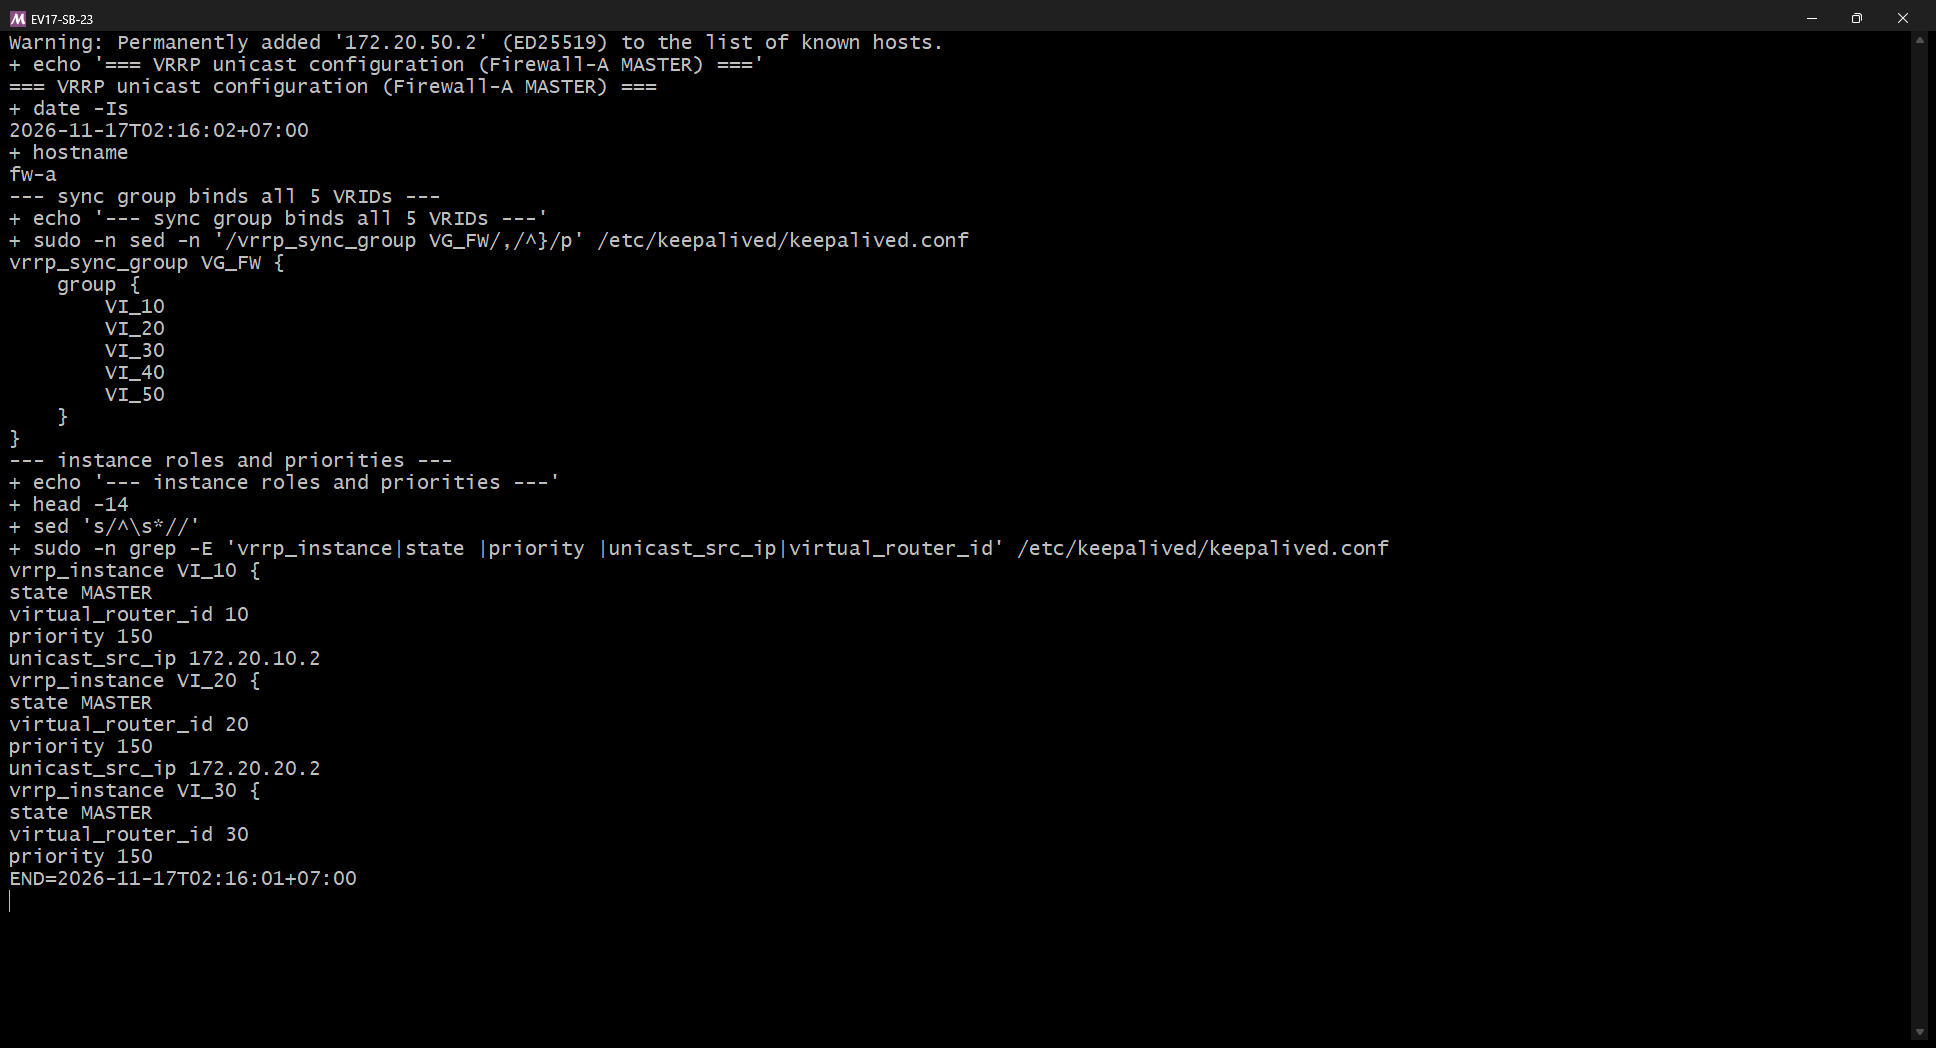 EV17-SB-23
Warning: Permanently added '172.20.50.2' (ED25519) to the list of known hosts.
+ echo '=== VRRP unicast configuration (Firewall-A MASTER) ==='
=== VRRP unicast configuration (Firewall-A MASTER) ===
+ date -Is
2026-11-17T02:16:02+07:00
+ hostname
fw-a
--- sync group binds all 5 VRIDs ---
+ echo '--- sync group binds all 5 VRIDs ---'
+ sudo -n sed -n '/vrrp_sync_group VG_FW/,/^}/p' /etc/keepalived/keepalived.conf
vrrp_sync_group VG_FW {
    group {
        VI_10
        VI_20
        VI_30
        VI_40
        VI_50
    }
}
--- instance roles and priorities ---
+ echo '--- instance roles and priorities ---'
+ head -14
+ sed 's/^\s*//'
+ sudo -n grep -E 'vrrp_instance|state |priority |unicast_src_ip|virtual_router_id' /etc/keepalived/keepalived.conf
vrrp_instance VI_10 {
state MASTER
virtual_router_id 10
priority 150
unicast_src_ip 172.20.10.2
vrrp_instance VI_20 {
state MASTER
virtual_router_id 20
priority 150
unicast_src_ip 172.20.20.2
vrrp_instance VI_30 {
state MASTER
virtual_router_id 30
priority 150
END=2026-11-17T02:16:01+07:00